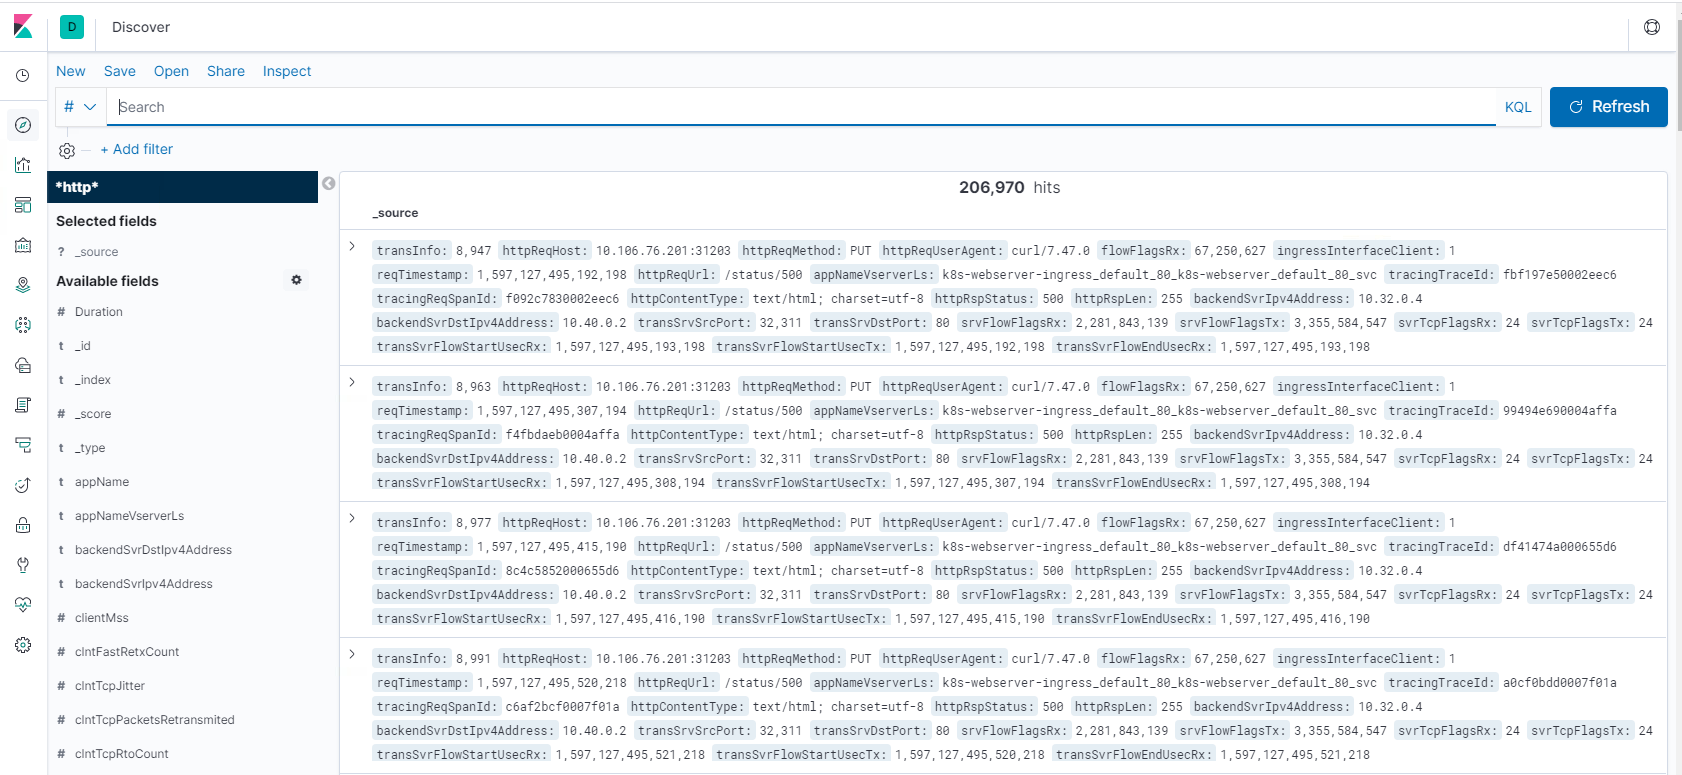 D Discover
New Save Open Share Inspect
# Search KQL Refresh
+ Add filter
*http*
Selected fields
? _source
Available fields
# Duration
t _id
t _index
# _score
t _type
t appName
t appNameVserverLs
t backendSvrDstIpv4Address
t backendSvrIpv4Address
# clientMss
# clntFastRetxCount
# clntTcpJitter
# clntTcpPacketsRetransmited
# clntTcpRtoCount
206,970 hits
_source
transInfo: 8,947 httpReqHost: 10.106.76.201:31203 httpReqMethod: PUT httpReqUserAgent: curl/7.47.0 flowFlagsRx: 67,250,627 ingressInterfaceClient: 1
reqTimestamp: 1,597,127,495,192,198 httpReqUrl: /status/500 appNameVserverLs: k8s-webserver-ingress_default_80_k8s-webserver_default_80_svc tracingTraceId: fbf197e50002eec6
tracingReqSpanId: f092c7830002eec6 httpContentType: text/html; charset=utf-8 httpRspStatus: 500 httpRspLen: 255 backendSvrIpv4Address: 10.32.0.4
backendSvrDstIpv4Address: 10.40.0.2 transSrvSrcPort: 32,311 transSrvDstPort: 80 srvFlowFlagsRx: 2,281,843,139 srvFlowFlagsTx: 3,355,584,547 svrTcpFlagsRx: 24 svrTcpFlagsTx: 24
transSvrFlowStartUsecRx: 1,597,127,495,193,198 transSvrFlowStartUsecTx: 1,597,127,495,192,198 transSvrFlowEndUsecRx: 1,597,127,495,193,198
transInfo: 8,963 httpReqHost: 10.106.76.201:31203 httpReqMethod: PUT httpReqUserAgent: curl/7.47.0 flowFlagsRx: 67,250,627 ingressInterfaceClient: 1
reqTimestamp: 1,597,127,495,307,194 httpReqUrl: /status/500 appNameVserverLs: k8s-webserver-ingress_default_80_k8s-webserver_default_80_svc tracingTraceId: 99494e690004affa
tracingReqSpanId: f4fbdaeb0004affa httpContentType: text/html; charset=utf-8 httpRspStatus: 500 httpRspLen: 255 backendSvrIpv4Address: 10.32.0.4
backendSvrDstIpv4Address: 10.40.0.2 transSrvSrcPort: 32,311 transSrvDstPort: 80 srvFlowFlagsRx: 2,281,843,139 srvFlowFlagsTx: 3,355,584,547 svrTcpFlagsRx: 24 svrTcpFlagsTx: 24
transSvrFlowStartUsecRx: 1,597,127,495,308,194 transSvrFlowStartUsecTx: 1,597,127,495,307,194 transSvrFlowEndUsecRx: 1,597,127,495,308,194
transInfo: 8,977 httpReqHost: 10.106.76.201:31203 httpReqMethod: PUT httpReqUserAgent: curl/7.47.0 flowFlagsRx: 67,250,627 ingressInterfaceClient: 1
reqTimestamp: 1,597,127,495,415,190 httpReqUrl: /status/500 appNameVserverLs: k8s-webserver-ingress_default_80_k8s-webserver_default_80_svc tracingTraceId: df41474a000655d6
tracingReqSpanId: 8c4c5852000655d6 httpContentType: text/html; charset=utf-8 httpRspStatus: 500 httpRspLen: 255 backendSvrIpv4Address: 10.32.0.4
backendSvrDstIpv4Address: 10.40.0.2 transSrvSrcPort: 32,311 transSrvDstPort: 80 srvFlowFlagsRx: 2,281,843,139 srvFlowFlagsTx: 3,355,584,547 svrTcpFlagsRx: 24 svrTcpFlagsTx: 24
transSvrFlowStartUsecRx: 1,597,127,495,416,190 transSvrFlowStartUsecTx: 1,597,127,495,415,190 transSvrFlowEndUsecRx: 1,597,127,495,416,190
transInfo: 8,991 httpReqHost: 10.106.76.201:31203 httpReqMethod: PUT httpReqUserAgent: curl/7.47.0 flowFlagsRx: 67,250,627 ingressInterfaceClient: 1
reqTimestamp: 1,597,127,495,520,218 httpReqUrl: /status/500 appNameVserverLs: k8s-webserver-ingress_default_80_k8s-webserver_default_80_svc tracingTraceId: a0cf0bdd0007f01a
tracingReqSpanId: c6af2bcf0007f01a httpContentType: text/html; charset=utf-8 httpRspStatus: 500 httpRspLen: 255 backendSvrIpv4Address: 10.32.0.4
backendSvrDstIpv4Address: 10.40.0.2 transSrvSrcPort: 32,311 transSrvDstPort: 80 srvFlowFlagsRx: 2,281,843,139 srvFlowFlagsTx: 3,355,584,547 svrTcpFlagsRx: 24 svrTcpFlagsTx: 24
transSvrFlowStartUsecRx: 1,597,127,495,521,218 transSvrFlowStartUsecTx: 1,597,127,495,520,218 transSvrFlowEndUsecRx: 1,597,127,495,521,218